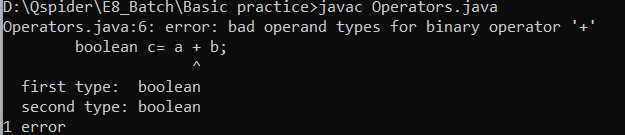 D:\Qspider\E8_Batch\Basic practice>javac Operators.java
Operators.java:6: error: bad operand types for binary operator '+'
        boolean c= a + b;
                     ^
  first type:  boolean
  second type: boolean
1 error